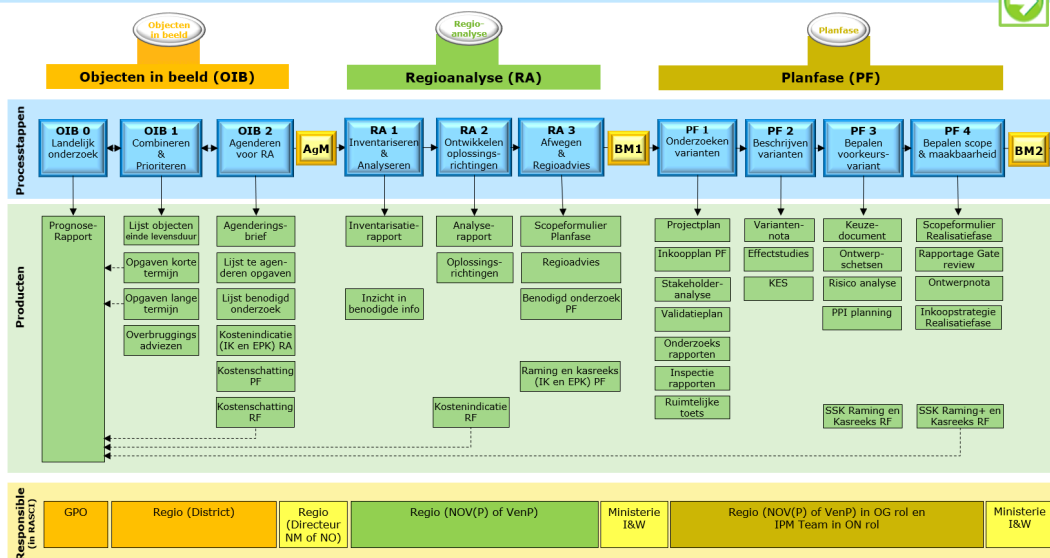 Objecten
in beeld
Regio-
analyse
Planfase
Objecten in beeld (OIB)
Regioanalyse (RA)
Planfase (PF)
Processtappen
OIB 0
Landelijk
onderzoek
OIB 1
Combineren
&
Prioriteren
OIB 2
Agenderen
voor RA
AgM
RA 1
Inventariseren
&
Analyseren
RA 2
Ontwikkelen
oplossings-
richtingen
RA 3
Afwegen
&
Regioadvies
BM1
PF 1
Onderzoeken
varianten
PF 2
Beschrijven
varianten
PF 3
Bepalen
voorkeurs-
variant
PF 4
Bepalen scope
& maakbaarheid
BM2
Producten
Prognose-
Rapport
Lijst objecten
einde levensduur
Opgaven korte
termijn
Opgaven lange
termijn
Overbruggings
adviezen
Agenderings-
brief
Lijst te agen-
deren opgaven
Lijst benodigd
onderzoek
Kostenindicatie
(IK en EPK) RA
Kostenschatting
PF
Kostenschatting
RF
Inventarisatie-
rapport
Inzicht in
benodigde info
Analyse-
rapport
Oplossings-
richtingen
Kostenindicatie
RF
Scopeformulier
Planfase
Regioadvies
Benodigd onderzoek
PF
Raming en kasreeks
(IK en EPK) PF
Projectplan
Inkoopplan PF
Stakeholder-
analyse
Validatieplan
Onderzoeks
rapporten
Inspectie
rapporten
Ruimtelijke
toets
Varianten-
nota
Effectstudies
KES
Keuze-
document
Ontwerp-
schetsen
Risico analyse
PPI planning
SSK Raming en
Kasreeks RF
Scopeformulier
Realisatiefase
Rapportage Gate
review
Ontwerpnota
Inkoopstrategie
Realisatiefase
SSK Raming+ en
Kasreeks RF
Responsible
(in RASCI)
GPO
Regio (District)
Regio
(Directeur
NM of NO)
Regio (NOV(P) of VenP)
Ministerie
I&W
Regio (NOV(P) of VenP) in OG rol en
IPM Team in ON rol
Ministerie
I&W